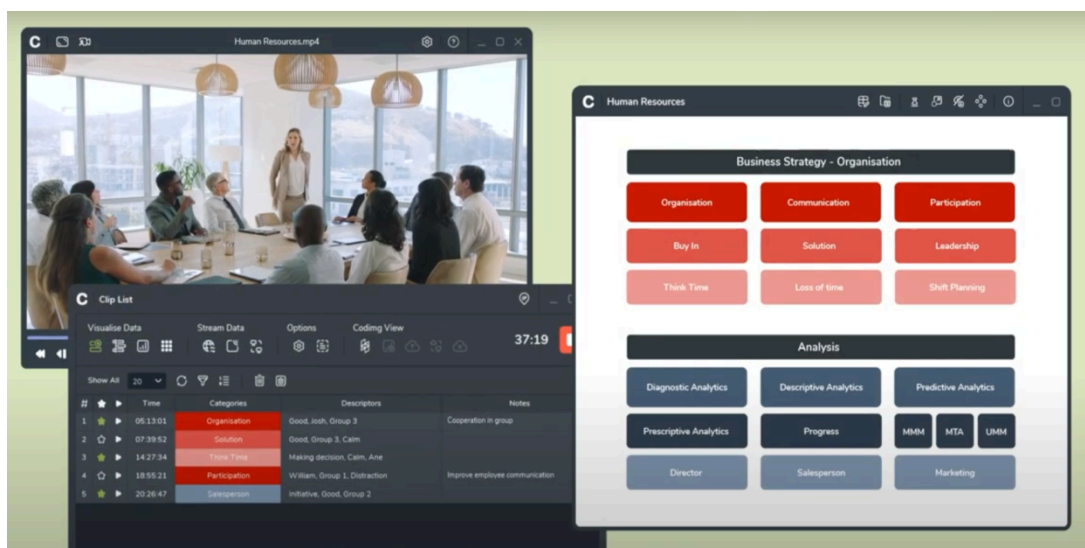 C Human Resources.mp4
C Clip List
Visualise Data Stream Data Options Coding View
37:19
Show All 20
# Time Categories Descriptors Notes
1 05:13:01 Organisation Good, Josh, Group 3 Cooperation in group
2 07:39:52 Solution Good, Group 3, Calm
3 14:27:34 Think Time Making decision, Calm, Ane
4 18:55:21 Participation William, Group 1, Distraction Improve employee communication
5 20:26:47 Salesperson Initiative, Good, Group 2
C Human Resources
Business Strategy - Organisation
Organisation Communication Participation
Buy In Solution Leadership
Think Time Loss of time Shift Planning
Analysis
Diagnostic Analytics Descriptive Analytics Predictive Analytics
Prescriptive Analytics Progress MMM MTA UMM
Director Salesperson Marketing